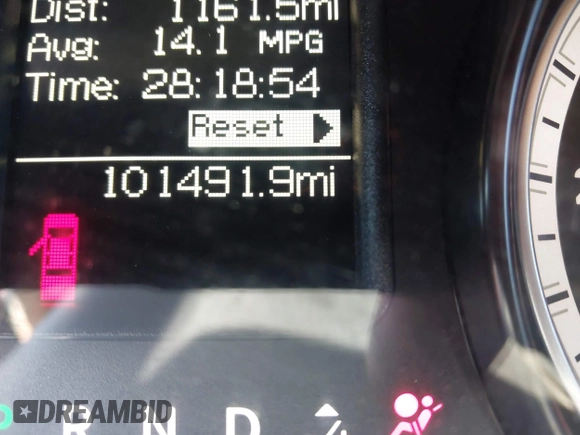 Dist: 1161.5mi
Avg: 14.1 MPG
Time: 28:18:54
Reset
101491.9mi
R N D
DREAMBID